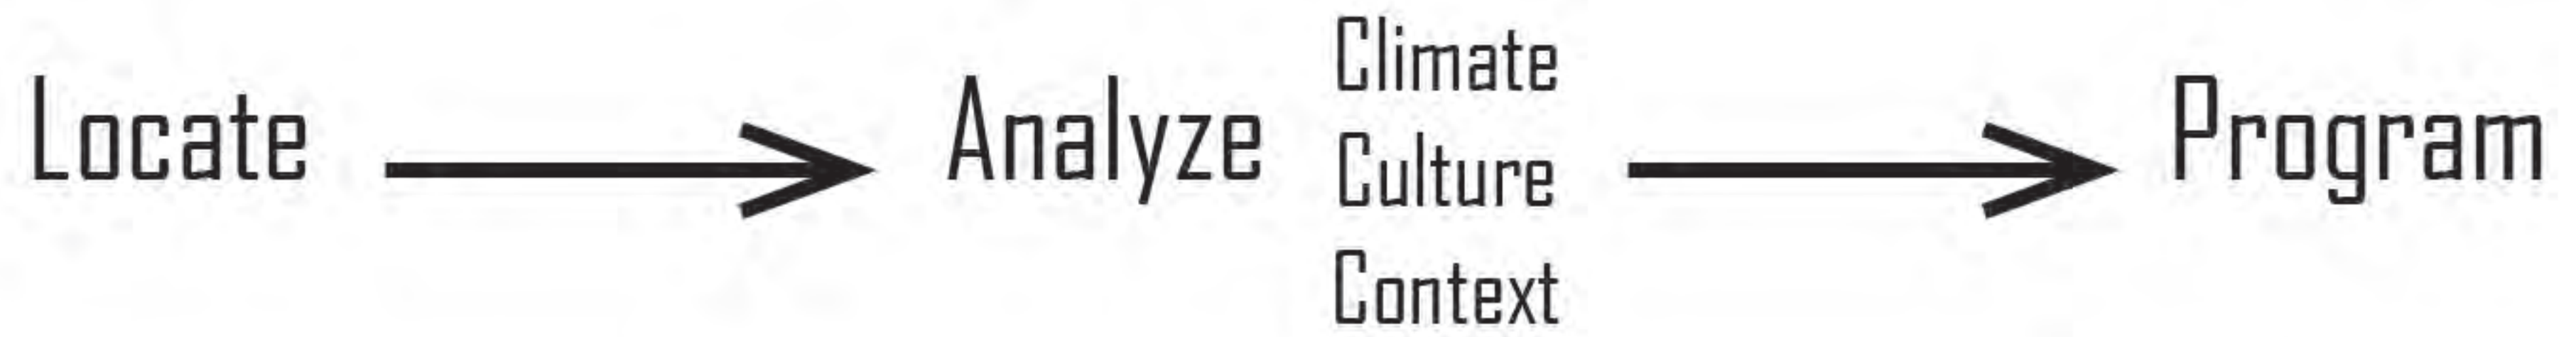 Locate
Analyze
Climate
Culture
Context
Program